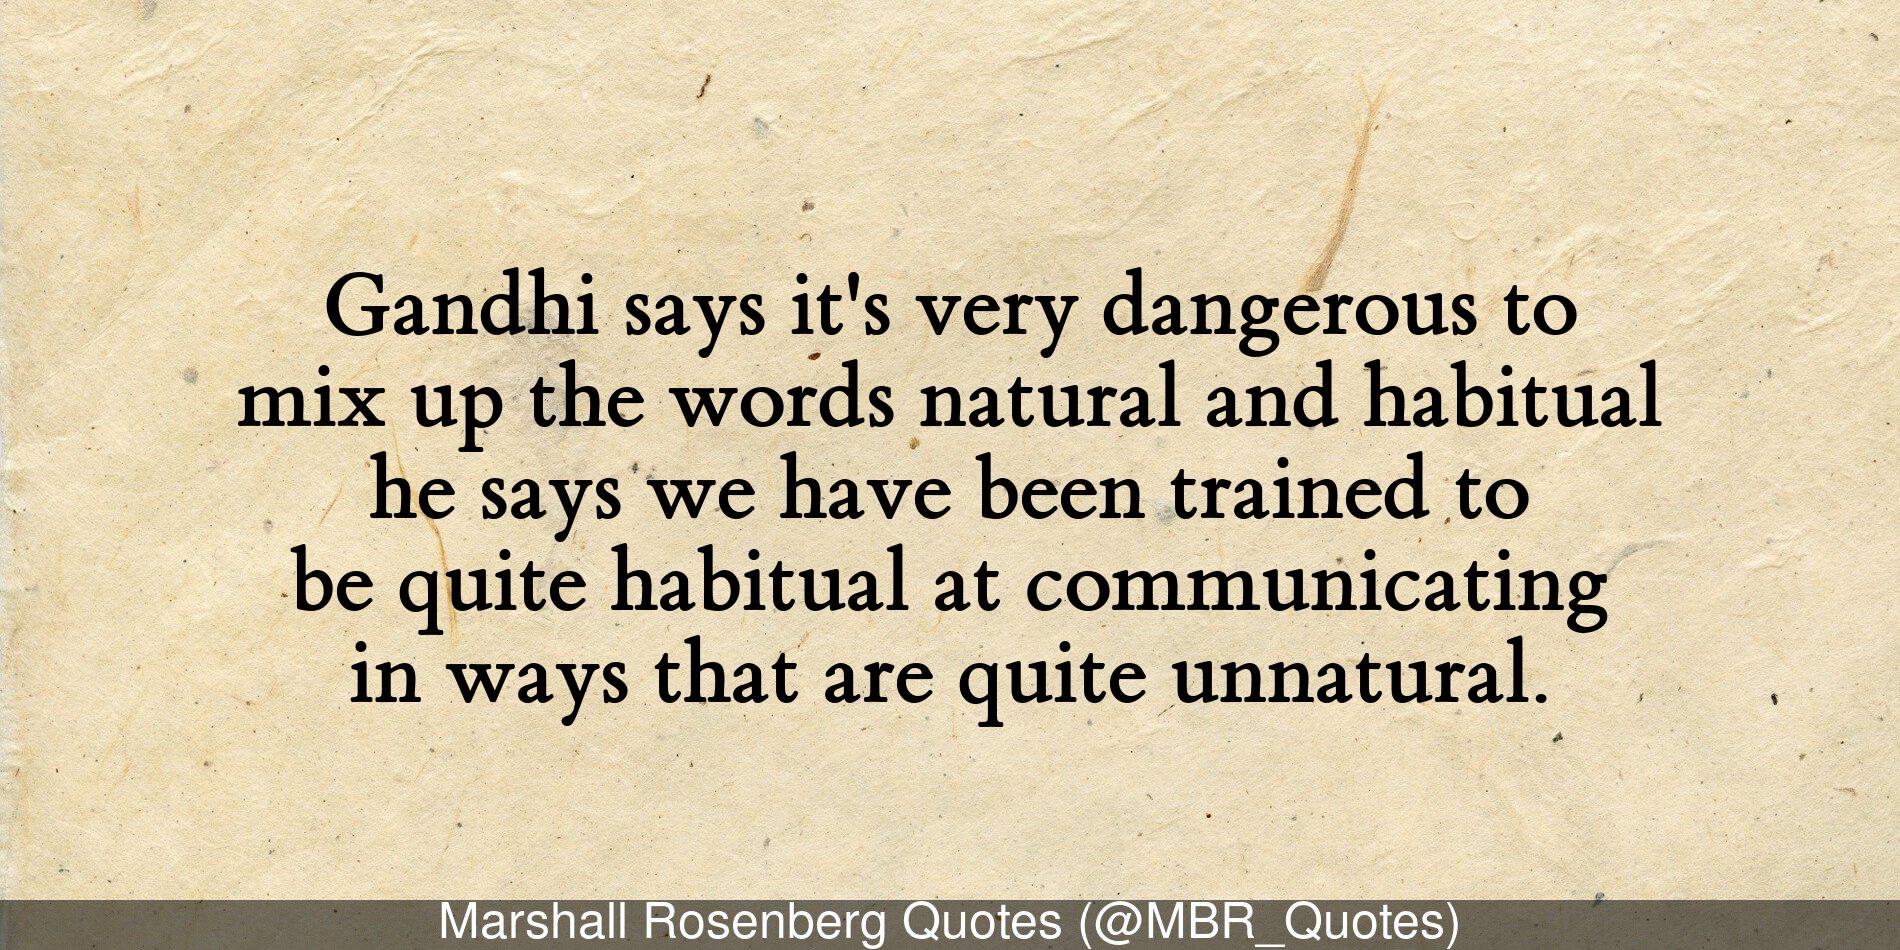 Gandhi says it's very dangerous to
mix up the words natural and habitual
he says we have been trained to
be quite habitual at communicating
in ways that are quite unnatural.
Marshall Rosenberg Quotes (@MBR_Quotes)